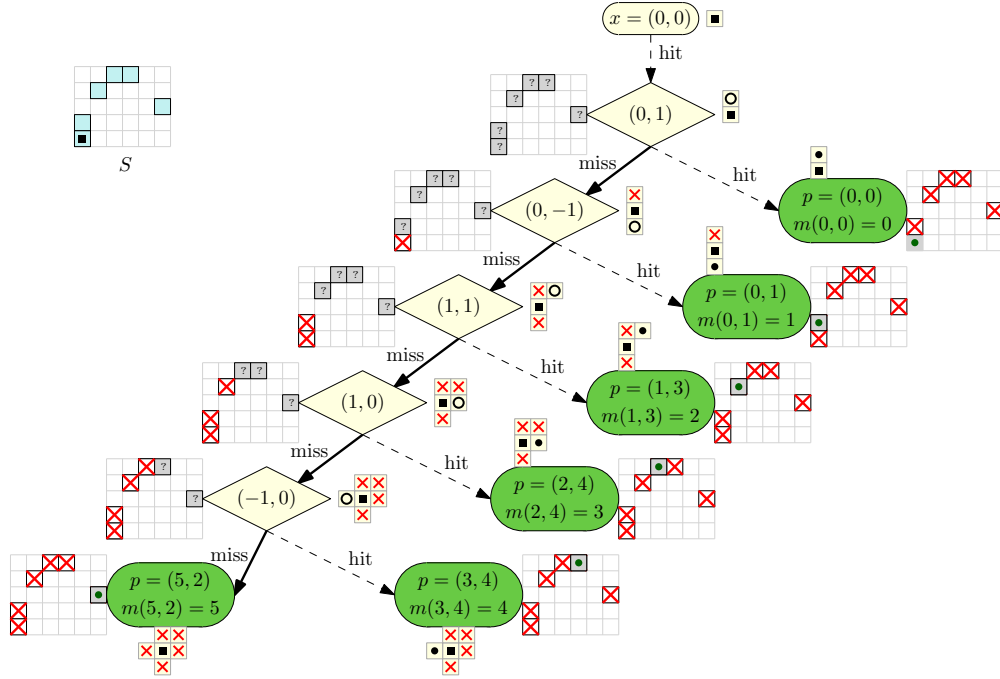 x = (0, 0)
hit
? ?
?
?
?
?
(0, 1)
S
miss
hit
? ?
?
?
?
(0, −1)
p = (0, 0)
m(0, 0) = 0
miss
hit
? ?
?
?
(1, 1)
p = (0, 1)
m(0, 1) = 1
miss
hit
? ?
?
(1, 0)
p = (1, 3)
m(1, 3) = 2
miss
hit
?
?
(−1, 0)
p = (2, 4)
m(2, 4) = 3
miss
hit
p = (5, 2)
m(5, 2) = 5
p = (3, 4)
m(3, 4) = 4